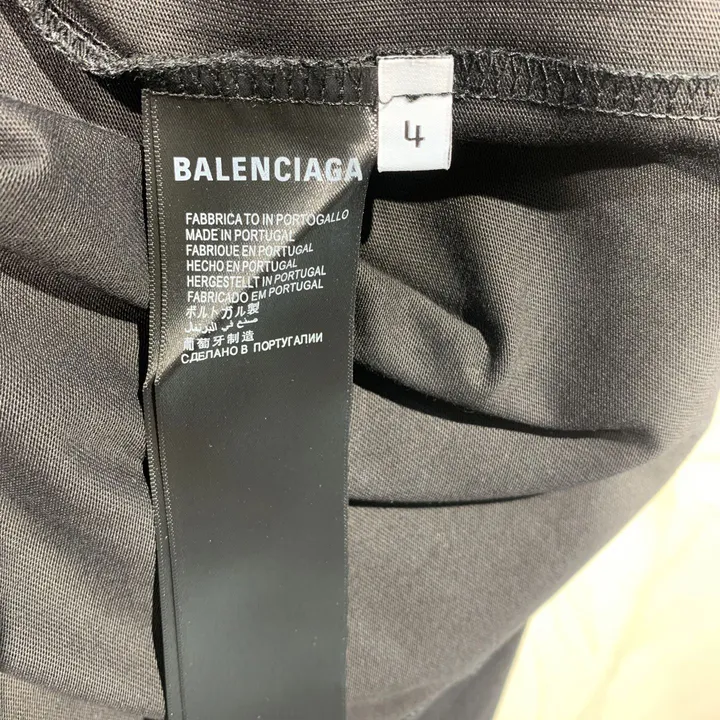 4
BALENCIAGA
FABBRICATO IN PORTOGALLO
MADE IN PORTUGAL
FABRIQUE EN PORTUGAL
HECHO EN PORTUGAL
HERGESTELLT IN PORTUGAL
FABRICADO EM PORTUGAL
ポルトガル製
صنع في البرتغال
葡萄牙制造
СДЕЛАНО В ПОРТУГАЛИИ